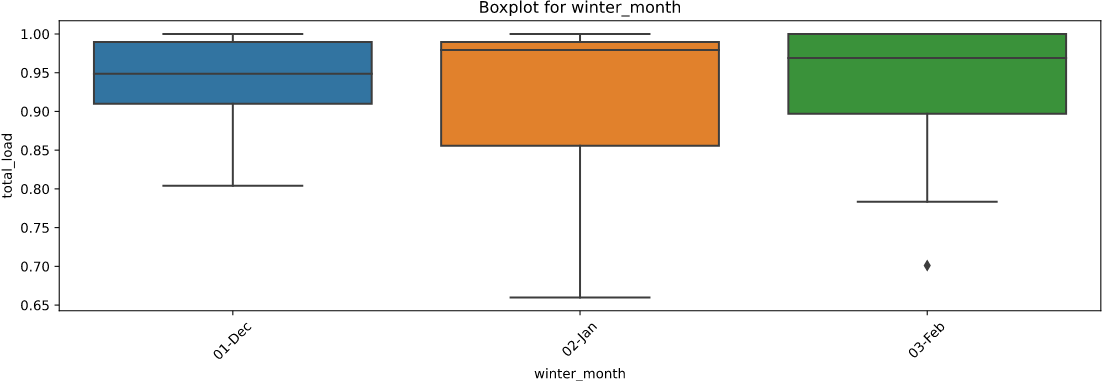 Boxplot for winter_month
total_load
1.00
0.95
0.90
0.85
0.80
0.75
0.70
0.65
01-Dec
02-Jan
03-Feb
winter_month